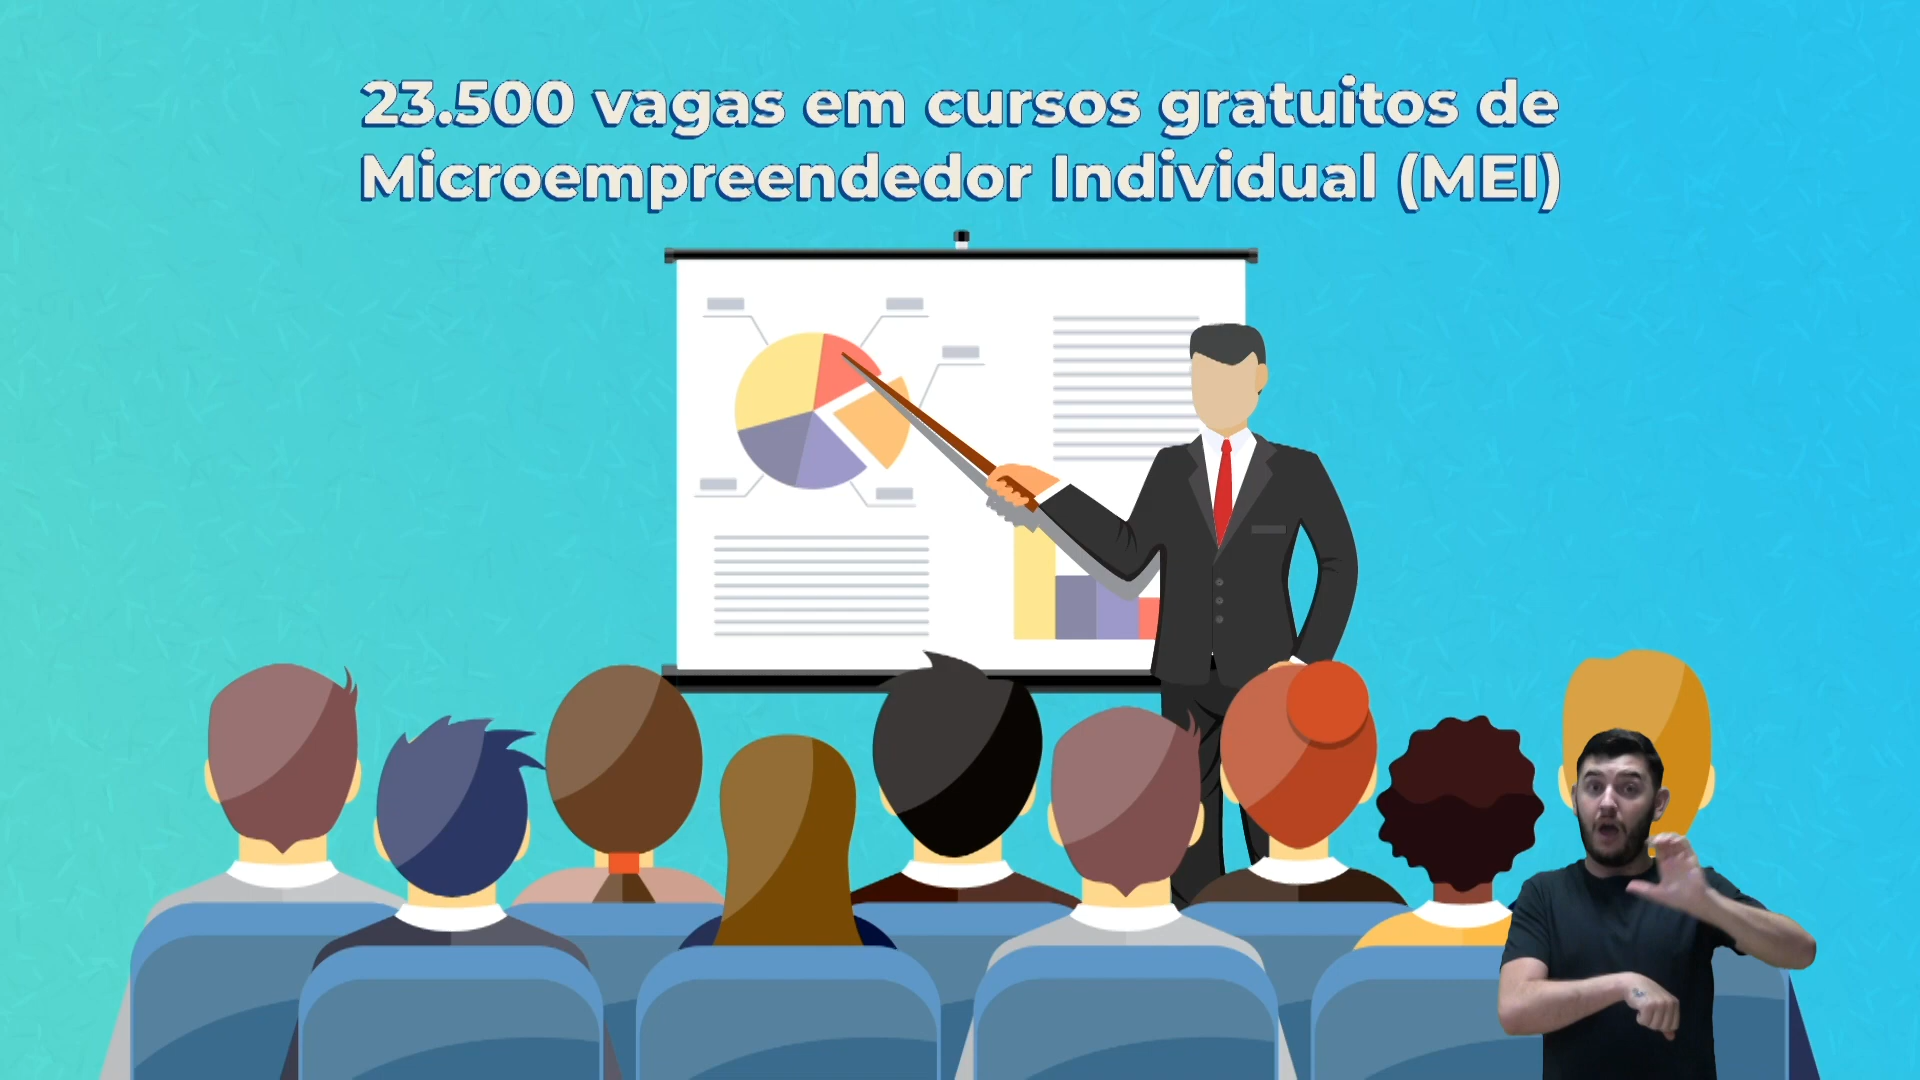 23.500 vagas em cursos gratuitos de
Microempreendedor Individual (MEI)